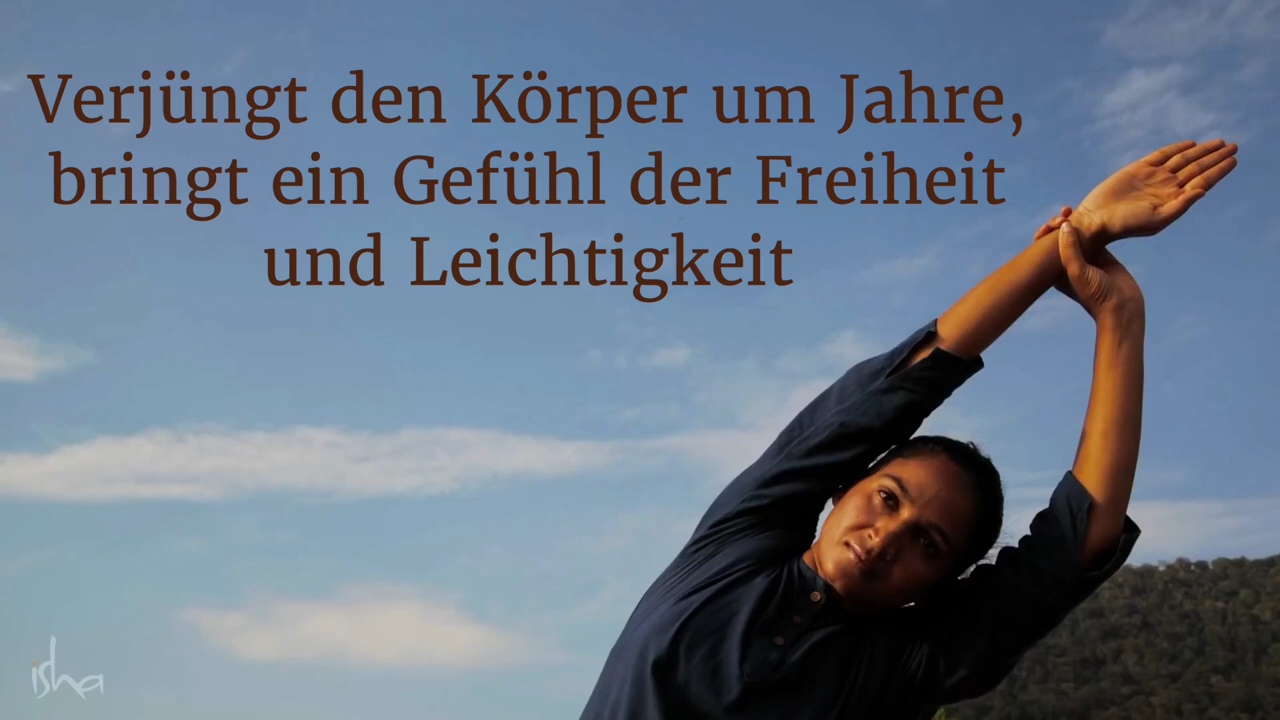 Verjüngt den Körper um Jahre,
bringt ein Gefühl der Freiheit
und Leichtigkeit
isha